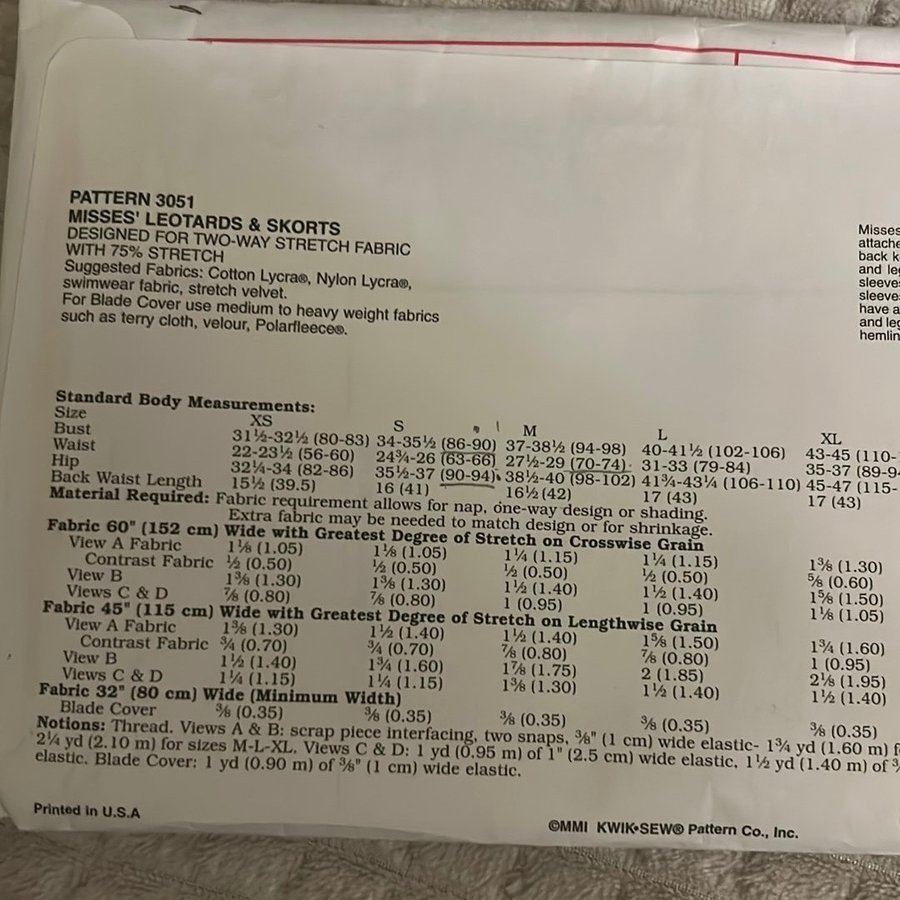 PATTERN 3051
MISSES' LEOTARDS & SKORTS
DESIGNED FOR TWO-WAY STRETCH FABRIC
WITH 75% STRETCH
Suggested Fabrics: Cotton Lycra®, Nylon Lycra®,
swimwear fabric, stretch velvet.
For Blade Cover use medium to heavy weight fabrics
such as terry cloth, velour, Polarfleece®.
Misses
attache
back k
and leg
sleeves
sleeves
have a
and leg
hemlin
Standard Body Measurements:
Size XS S M L XL
Bust 31½-32½ (80-83) 34-35½ (86-90) 37-38½ (94-98) 40-41½ (102-106) 43-45 (110-
Waist 22-23½ (56-60) 24¾-26 (63-66) 27½-29 (70-74) 31-33 (79-84) 35-37 (89-9
Hip 32¼-34 (82-86) 35½-37 (90-94) 38½-40 (98-102) 41¾-43¼ (106-110) 45-47 (115-
Back Waist Length 15½ (39.5) 16 (41) 16½ (42) 17 (43) 17 (43)
Material Required: Fabric requirement allows for nap, one-way design or shading.
Extra fabric may be needed to match design or for shrinkage.
Fabric 60" (152 cm) Wide with Greatest Degree of Stretch on Crosswise Grain
View A Fabric 1⅛ (1.05) 1⅛ (1.05) 1¼ (1.15) 1¼ (1.15) 1⅜ (1.30)
Contrast Fabric ½ (0.50) ½ (0.50) ½ (0.50) ½ (0.50) ⅝ (0.60)
View B 1⅜ (1.30) 1⅜ (1.30) 1½ (1.40) 1½ (1.40) 1⅝ (1.50)
Views C & D ⅞ (0.80) ⅞ (0.80) 1 (0.95) 1 (0.95) 1⅛ (1.05)
Fabric 45" (115 cm) Wide with Greatest Degree of Stretch on Lengthwise Grain
View A Fabric 1⅜ (1.30) 1½ (1.40) 1½ (1.40) 1⅝ (1.50) 1¾ (1.60)
Contrast Fabric ¾ (0.70) ¾ (0.70) ⅞ (0.80) ⅞ (0.80) 1 (0.95)
View B 1½ (1.40) 1¾ (1.60) 1⅞ (1.75) 2 (1.85) 2⅛ (1.95)
Views C & D 1¼ (1.15) 1¼ (1.15) 1⅜ (1.30) 1½ (1.40) 1½ (1.40)
Fabric 32" (80 cm) Wide (Minimum Width)
Blade Cover ⅜ (0.35) ⅜ (0.35) ⅜ (0.35) ⅜ (0.35) ⅜ (0.35)
Notions: Thread. Views A & B: scrap piece interfacing, two snaps, ⅜" (1 cm) wide elastic- 1¾ yd (1.60 m) f
2¼ yd (2.10 m) for sizes M-L-XL. Views C & D: 1 yd (0.95 m) of 1" (2.5 cm) wide elastic, 1½ yd (1.40 m) of
elastic. Blade Cover: 1 yd (0.90 m) of ⅜" (1 cm) wide elastic.
Printed in U.S.A
©MMI KWIK•SEW® Pattern Co., Inc.